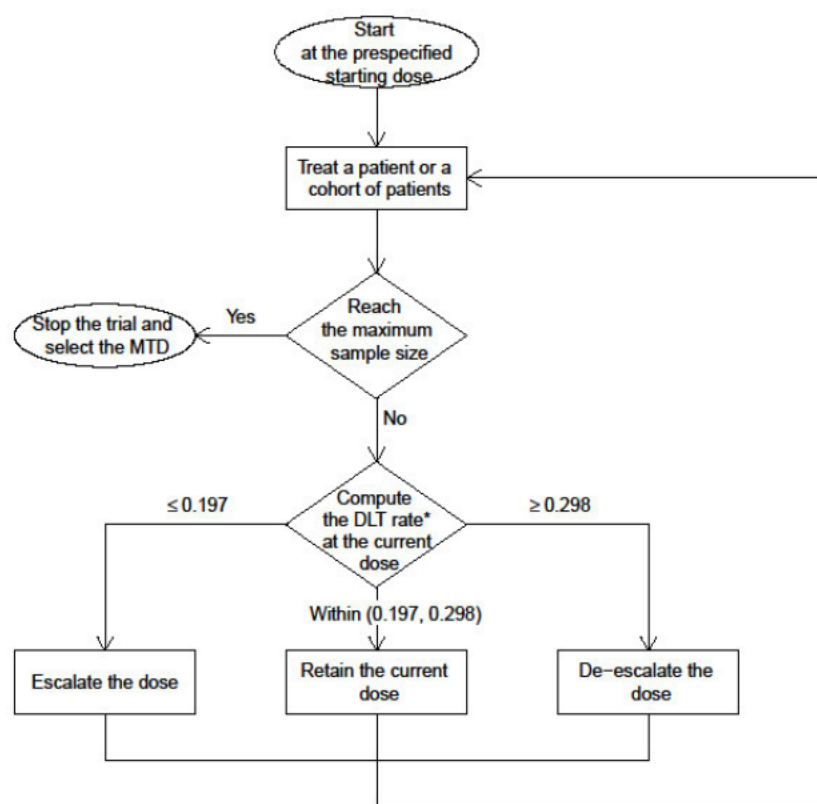 Start
at the prespecified
starting dose
Treat a patient or a
cohort of patients
Reach
the maximum
sample size
Yes
Stop the trial and
select the MTD
No
Compute
the DLT rate*
at the current
dose
≤ 0.197
≥ 0.298
Within (0.197, 0.298)
Escalate the dose
Retain the current
dose
De−escalate the
dose